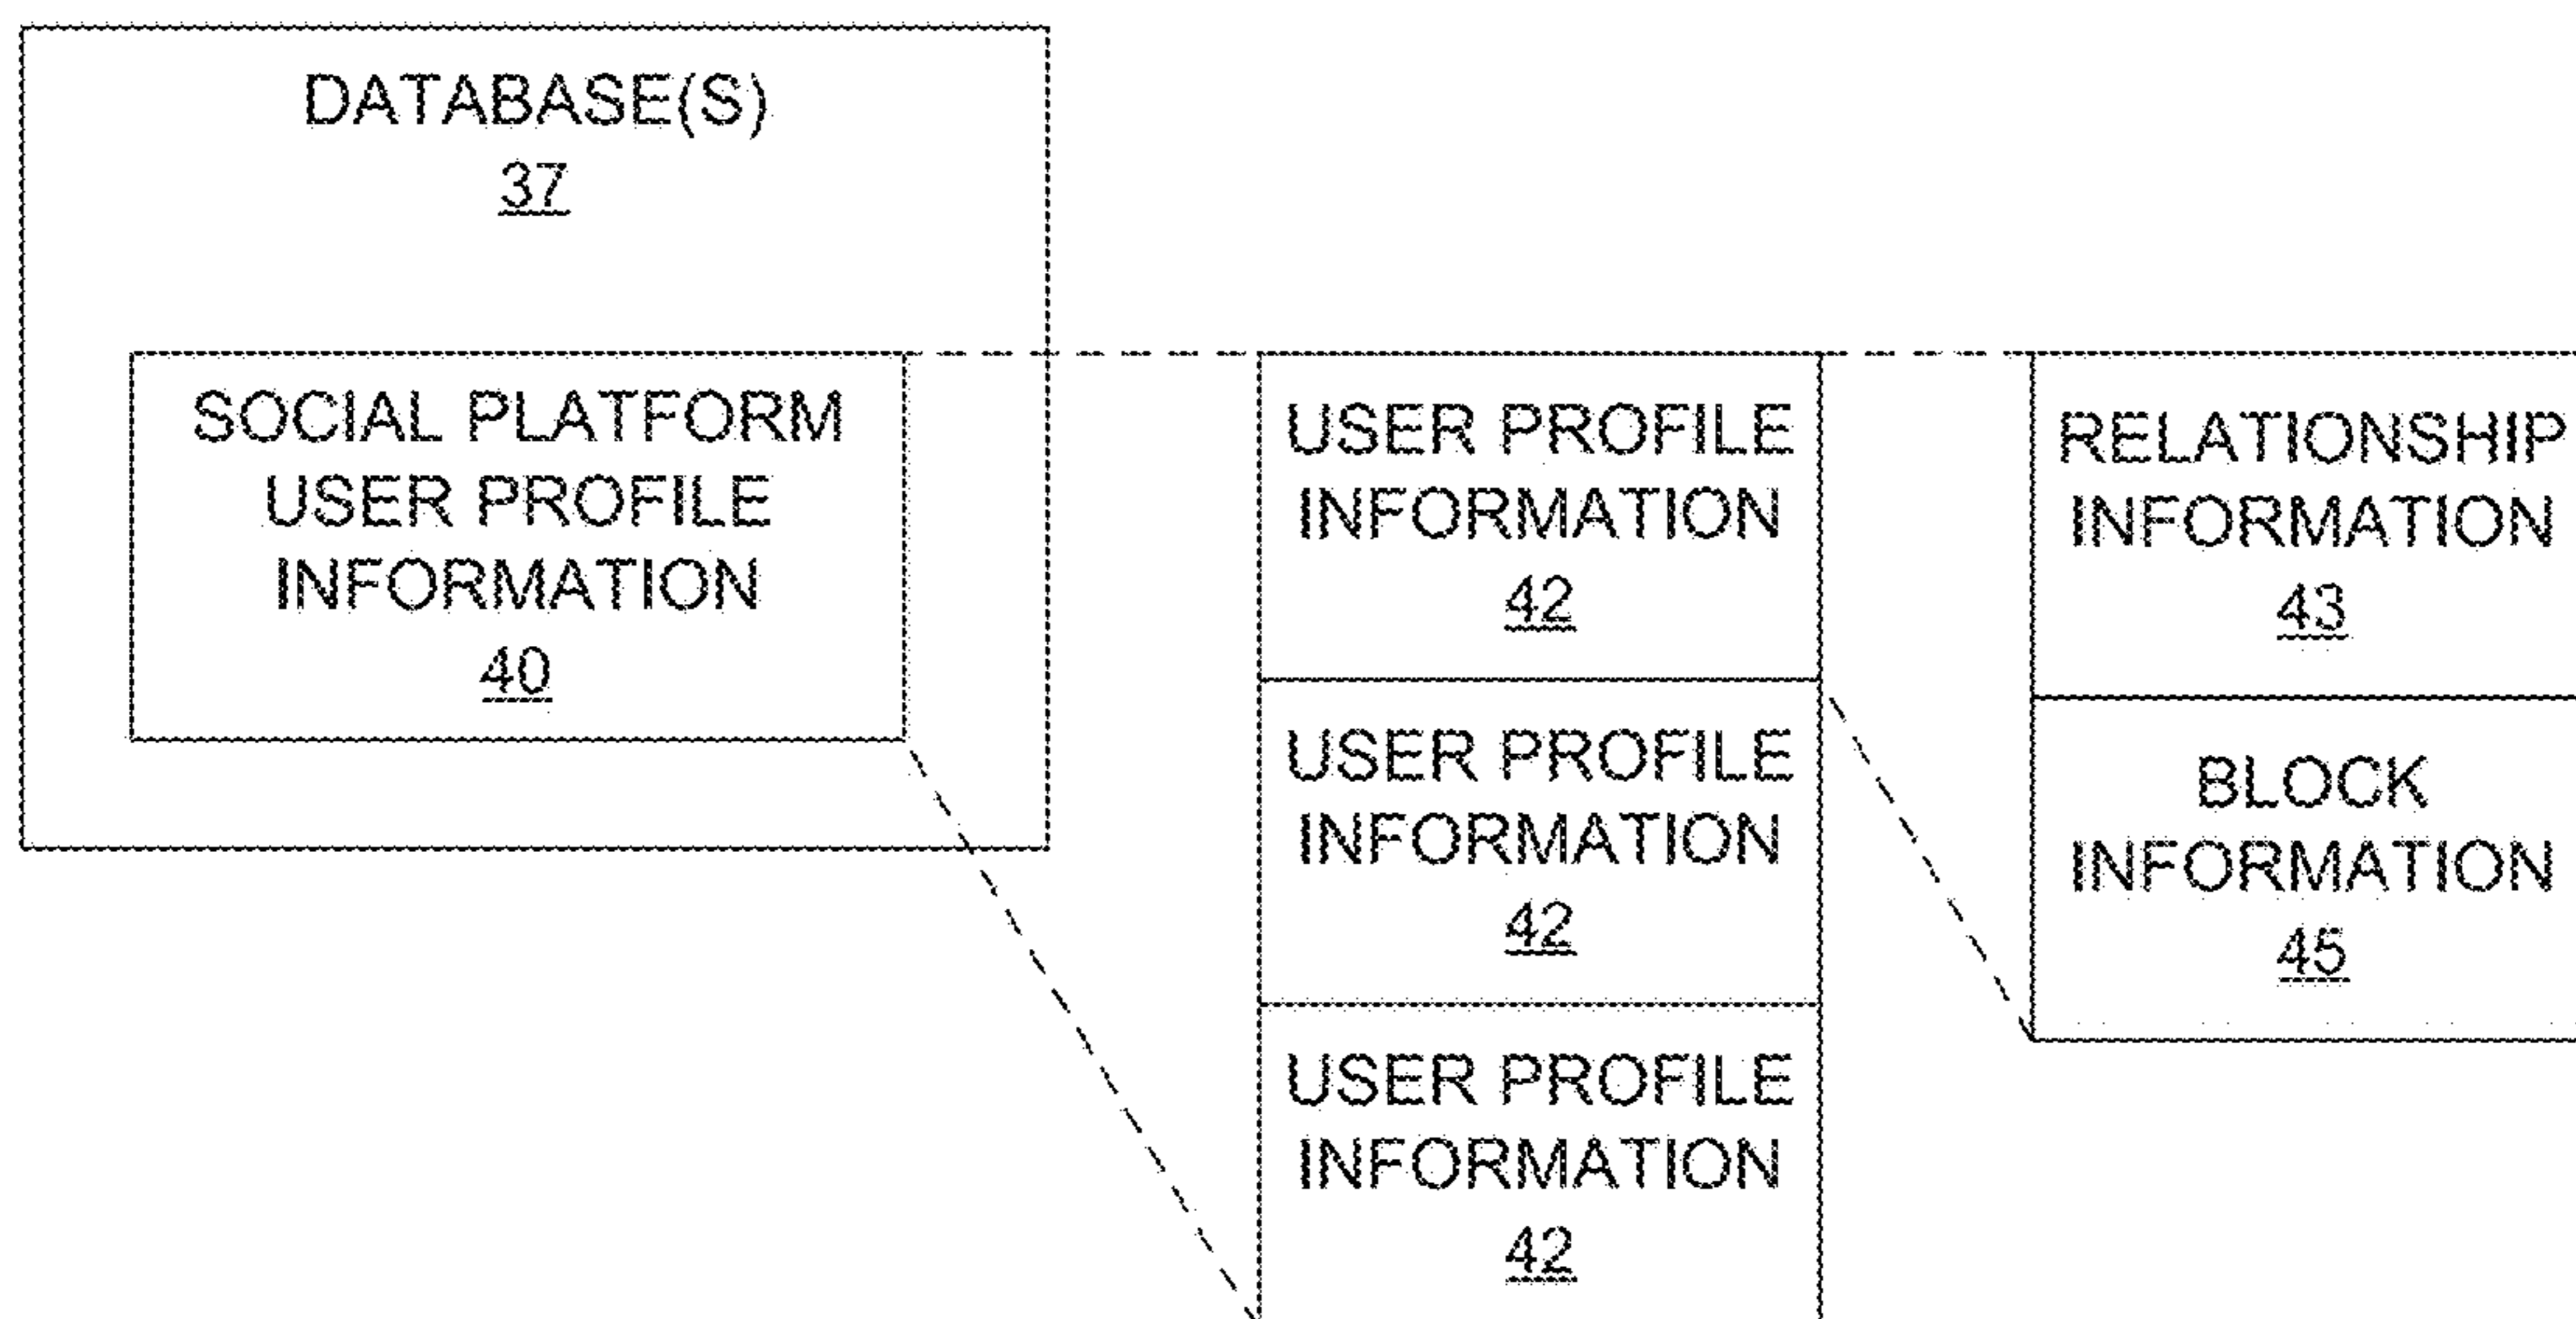 DATABASE(S)
37
SOCIAL PLATFORM
USER PROFILE
INFORMATION
40
USER PROFILE
INFORMATION
42
USER PROFILE
INFORMATION
42
USER PROFILE
INFORMATION
42
RELATIONSHIP
INFORMATION
43
BLOCK
INFORMATION
45